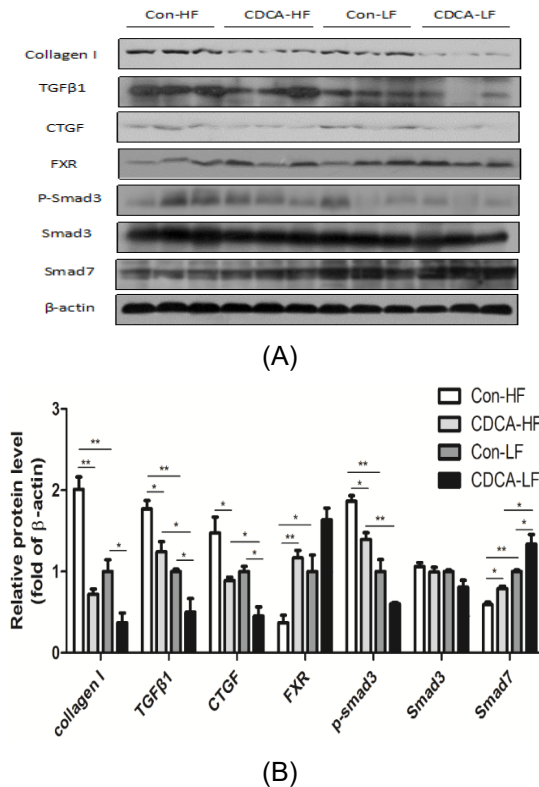 Con-HF CDCA-HF Con-LF CDCA-LF
Collagen I
TGFβ1
CTGF
FXR
P-Smad3
Smad3
Smad7
β-actin
(A)
Con-HF
CDCA-HF
Con-LF
CDCA-LF
Relative protein level
(fold of β-actin)
3
2
1
0
** ** *
** * * *
* * *
* **
** * **
** * * *
collagen I TGFβ1 CTGF FXR p-smad3 Smad3 Smad7
(B)